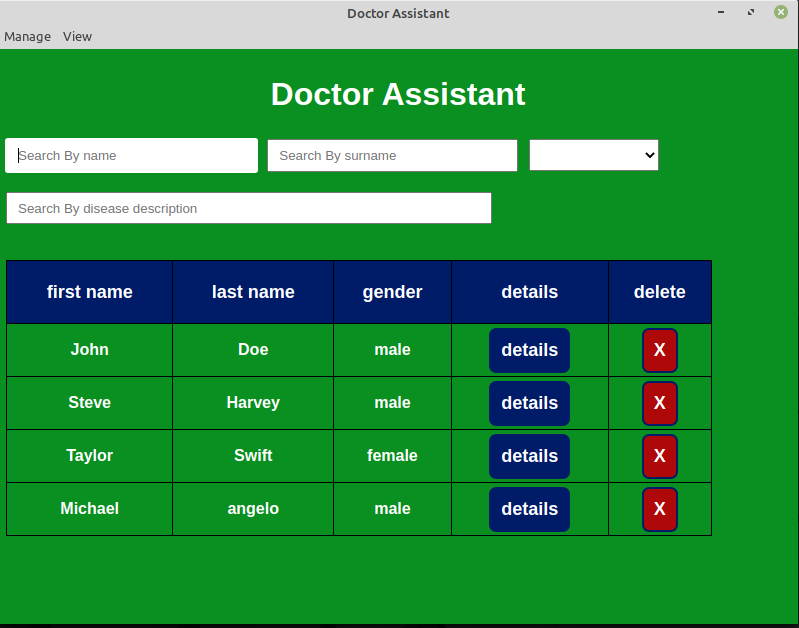 Doctor Assistant
Manage View
Doctor Assistant
Search By name Search By surname
Search By disease description
first name last name gender details delete
John Doe male details X
Steve Harvey male details X
Taylor Swift female details X
Michael angelo male details X